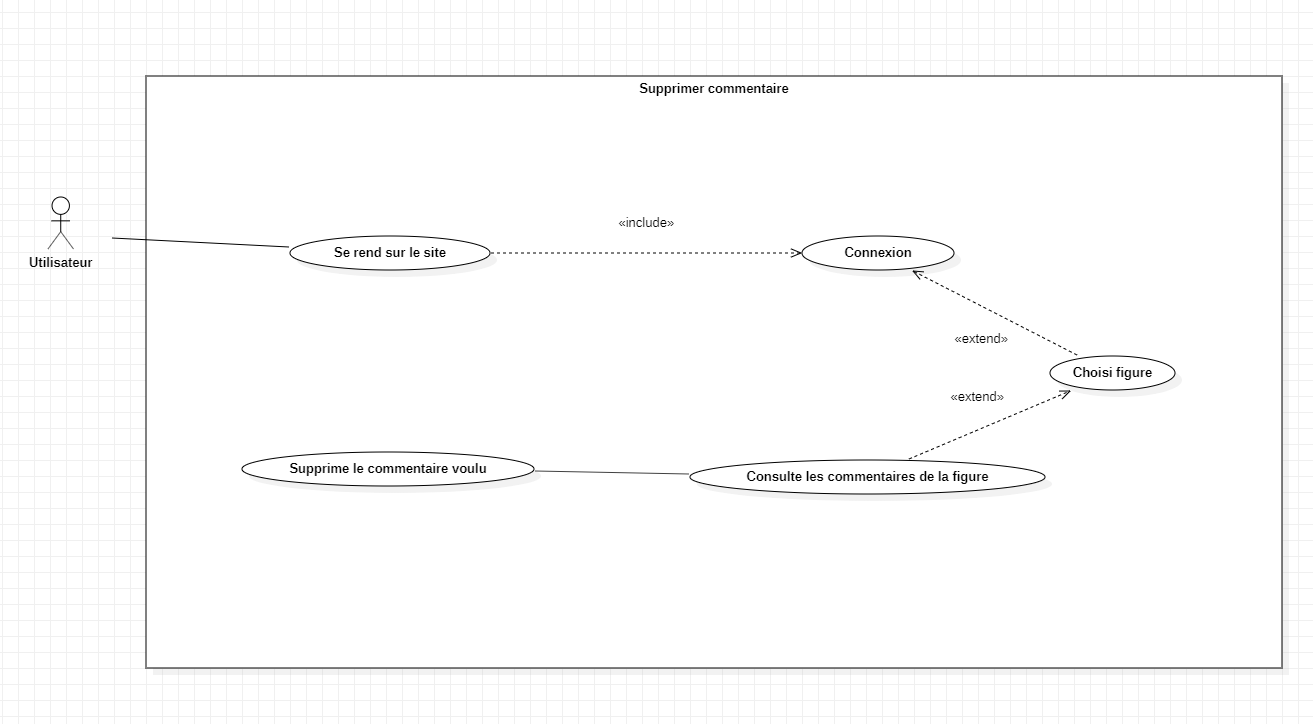 Supprimer commentaire
«include»
Se rend sur le site
Connexion
Utilisateur
«extend»
Choisi figure
«extend»
Supprime le commentaire voulu
Consulte les commentaires de la figure